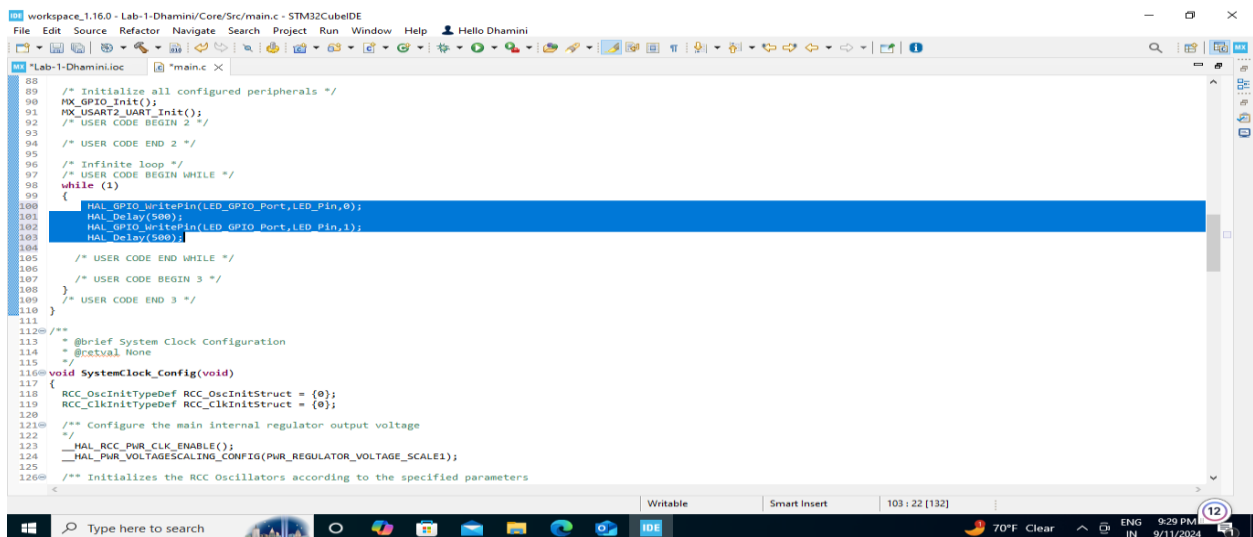 IDE workspace_1.16.0 - Lab-1-Dhamini/Core/Src/main.c - STM32CubeIDE
File Edit Source Refactor Navigate Search Project Run Window Help Hello Dhamini
MX *Lab-1-Dhamini.ioc *main.c
88
89 /* Initialize all configured peripherals */
90 MX_GPIO_Init();
91 MX_USART2_UART_Init();
92 /* USER CODE BEGIN 2 */
93
94 /* USER CODE END 2 */
95
96 /* Infinite loop */
97 /* USER CODE BEGIN WHILE */
98 while (1)
99 {
100 HAL_GPIO_WritePin(LED_GPIO_Port,LED_Pin,0);
101 HAL_Delay(500);
102 HAL_GPIO_WritePin(LED_GPIO_Port,LED_Pin,1);
103 HAL_Delay(500);
104
105 /* USER CODE END WHILE */
106
107 /* USER CODE BEGIN 3 */
108 }
109 /* USER CODE END 3 */
110 }
111
112 /**
113 * @brief System Clock Configuration
114 * @retval None
115 */
116 void SystemClock_Config(void)
117 {
118 RCC_OscInitTypeDef RCC_OscInitStruct = {0};
119 RCC_ClkInitTypeDef RCC_ClkInitStruct = {0};
120
121 /** Configure the main internal regulator output voltage
122 */
123 __HAL_RCC_PWR_CLK_ENABLE();
124 __HAL_PWR_VOLTAGESCALING_CONFIG(PWR_REGULATOR_VOLTAGE_SCALE1);
125
126 /** Initializes the RCC Oscillators according to the specified parameters
Writable Smart Insert 103 : 22 [132]
Type here to search IDE 70°F Clear ENG 9:29 PM 12
IN 9/11/2024